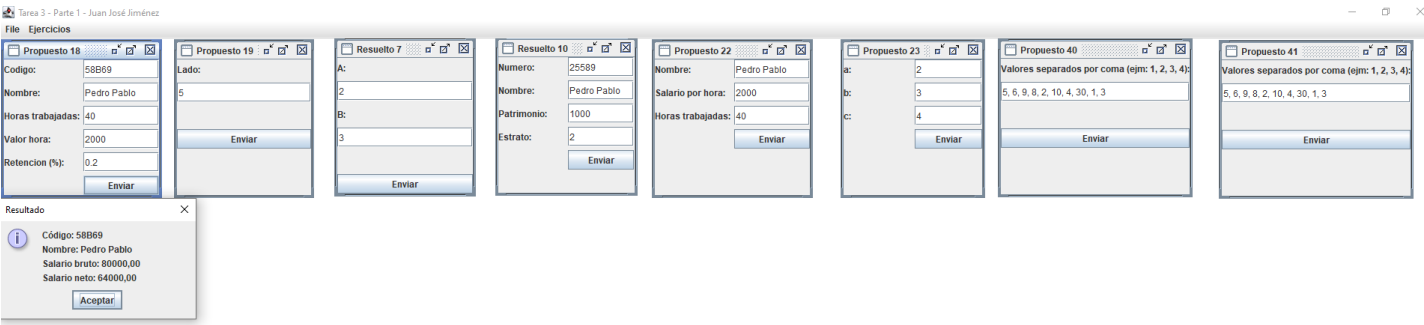 Tarea 3 - Parte 1 - Juan José Jiménez
File Ejercicios
Propuesto 18
Codigo: 58B69
Nombre: Pedro Pablo
Horas trabajadas: 40
Valor hora: 2000
Retencion (%): 0.2
Enviar
Propuesto 19
Lado:
5
Enviar
Resuelto 7
A:
2
B:
3
Enviar
Resuelto 10
Numero: 25589
Nombre: Pedro Pablo
Patrimonio: 1000
Estrato: 2
Enviar
Propuesto 22
Nombre: Pedro Pablo
Salario por hora: 2000
Horas trabajadas: 40
Enviar
Propuesto 23
a: 2
b: 3
c: 4
Enviar
Propuesto 40
Valores separados por coma (ejm: 1, 2, 3, 4):
5, 6, 9, 8, 2, 10, 4, 30, 1, 3
Enviar
Propuesto 41
Valores separados por coma (ejm: 1, 2, 3, 4):
5, 6, 9, 8, 2, 10, 4, 30, 1, 3
Enviar
Resultado
Código: 58B69
Nombre: Pedro Pablo
Salario bruto: 80000,00
Salario neto: 64000,00
Aceptar